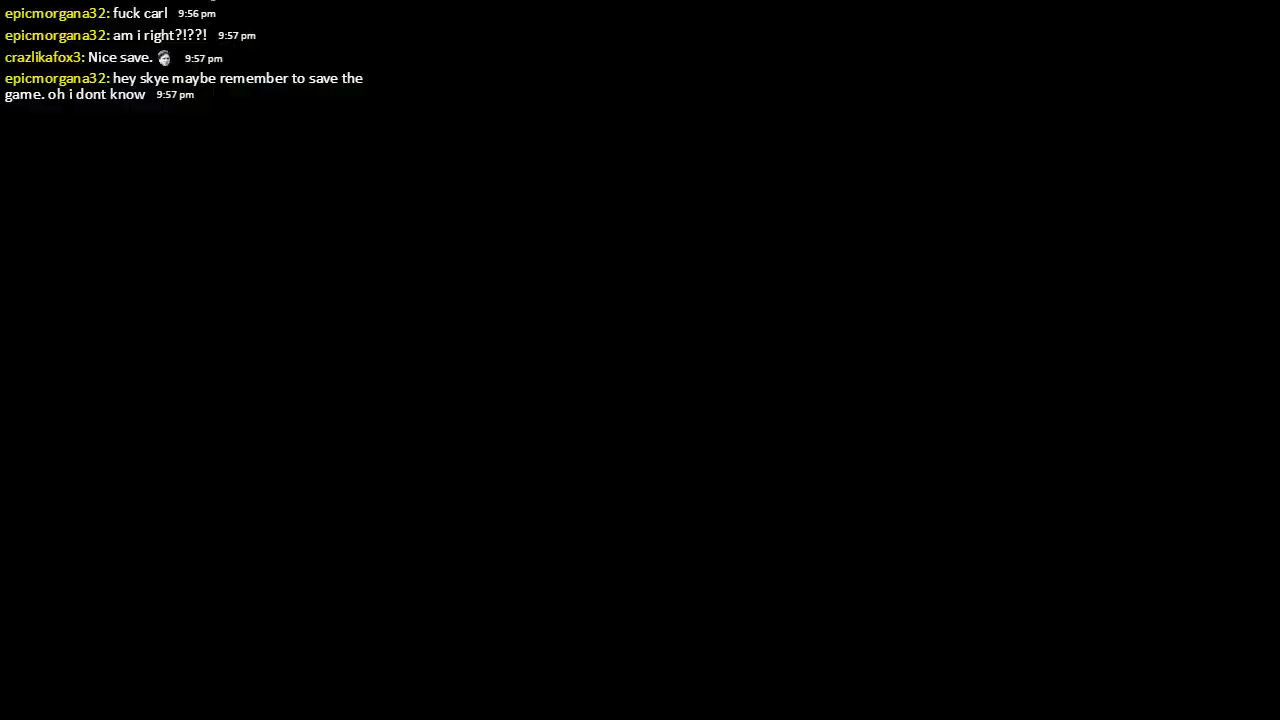 epicmorgana32: fuck carl 9:56 pm
epicmorgana32: am i right?!??! 9:57 pm
crazlikafox3: Nice save. 9:57 pm
epicmorgana32: hey skye maybe remember to save the
game. oh i dont know 9:57 pm